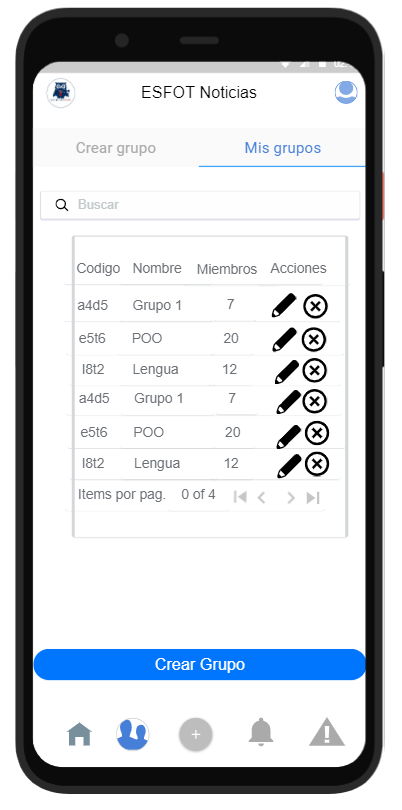 ESFOT Noticias
Crear grupo Mis grupos
Buscar
Codigo Nombre Miembros Acciones
a4d5 Grupo 1 7
e5t6 POO 20
l8t2 Lengua 12
a4d5 Grupo 1 7
e5t6 POO 20
l8t2 Lengua 12
Items por pag. 0 of 4
Crear Grupo